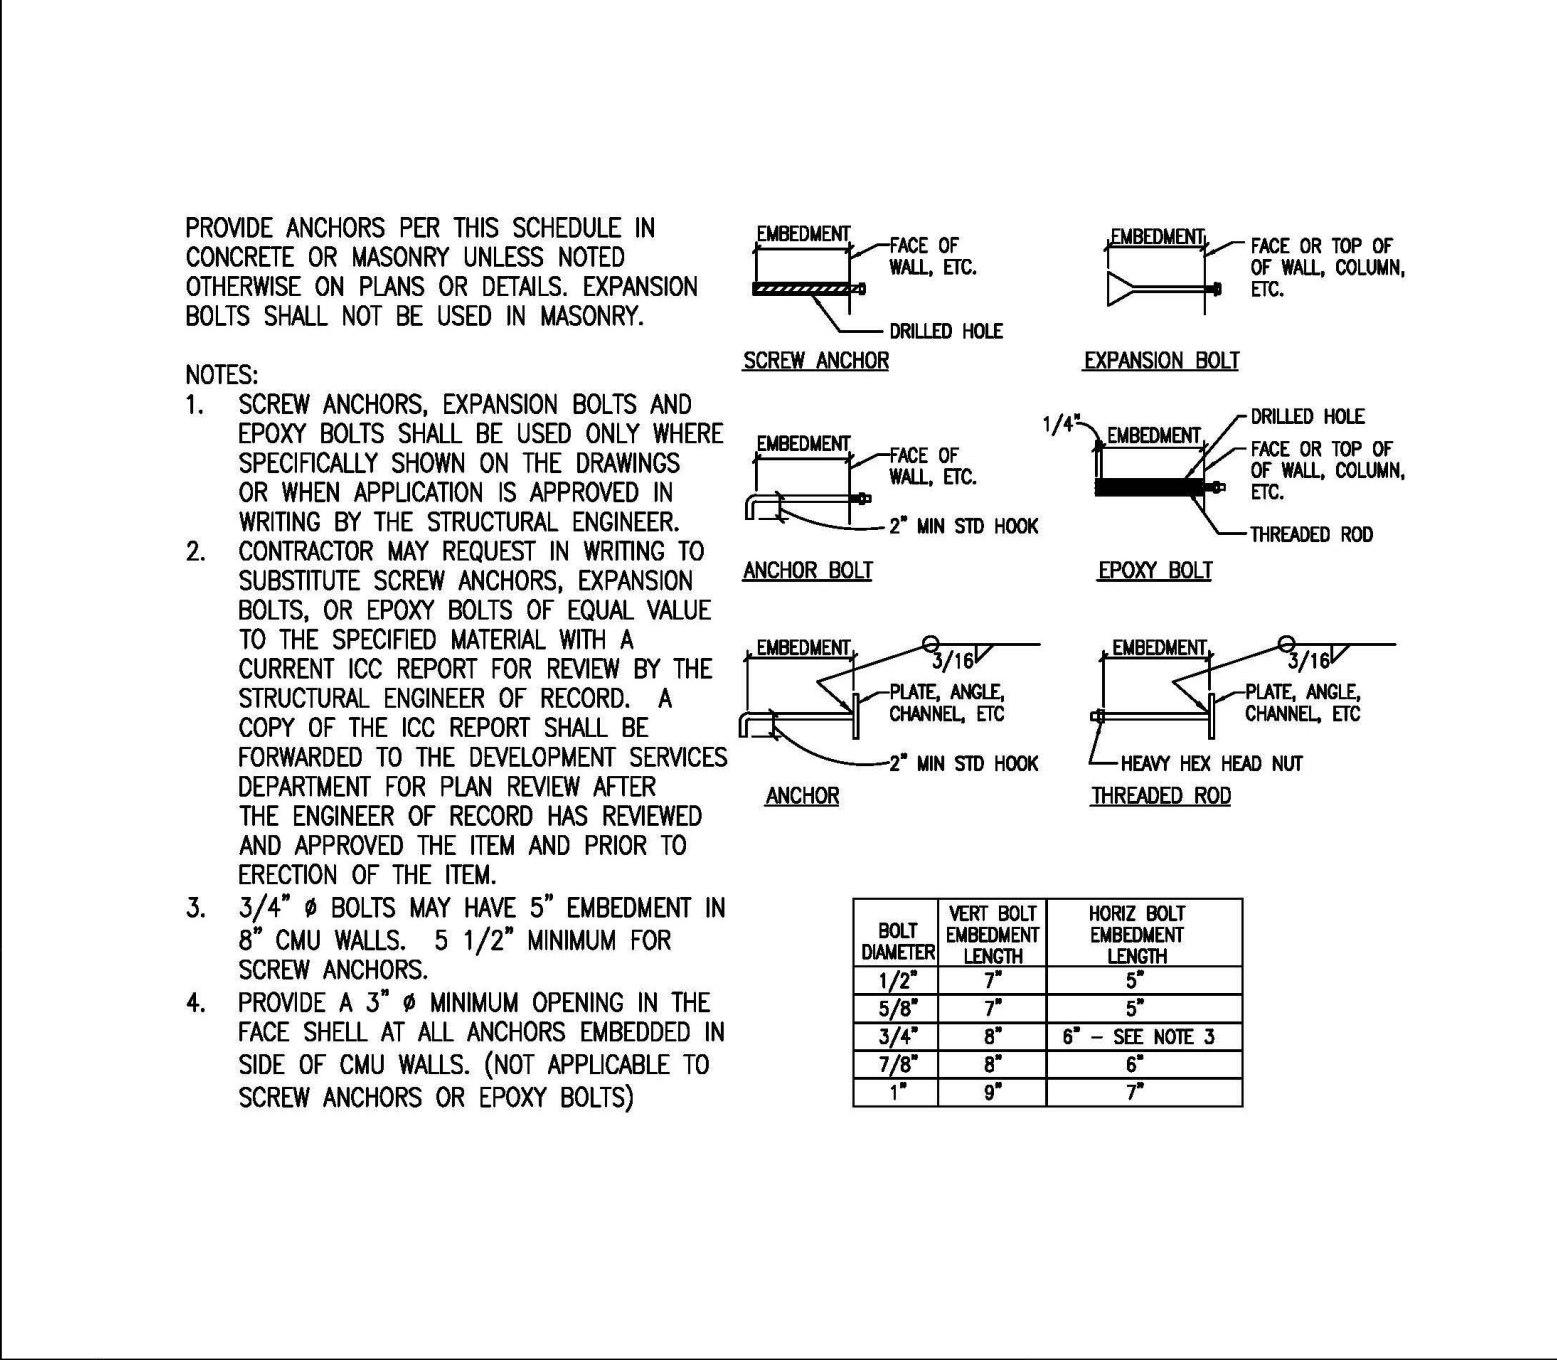 PROVIDE ANCHORS PER THIS SCHEDULE IN
CONCRETE OR MASONRY UNLESS NOTED
OTHERWISE ON PLANS OR DETAILS. EXPANSION
BOLTS SHALL NOT BE USED IN MASONRY.
NOTES:
1. SCREW ANCHORS, EXPANSION BOLTS AND
EPOXY BOLTS SHALL BE USED ONLY WHERE
SPECIFICALLY SHOWN ON THE DRAWINGS
OR WHEN APPLICATION IS APPROVED IN
WRITING BY THE STRUCTURAL ENGINEER.
2. CONTRACTOR MAY REQUEST IN WRITING TO
SUBSTITUTE SCREW ANCHORS, EXPANSION
BOLTS, OR EPOXY BOLTS OF EQUAL VALUE
TO THE SPECIFIED MATERIAL WITH A
CURRENT ICC REPORT FOR REVIEW BY THE
STRUCTURAL ENGINEER OF RECORD. A
COPY OF THE ICC REPORT SHALL BE
FORWARDED TO THE DEVELOPMENT SERVICES
DEPARTMENT FOR PLAN REVIEW AFTER
THE ENGINEER OF RECORD HAS REVIEWED
AND APPROVED THE ITEM AND PRIOR TO
ERECTION OF THE ITEM.
3. 3/4" ø BOLTS MAY HAVE 5" EMBEDMENT IN
8" CMU WALLS. 5 1/2" MINIMUM FOR
SCREW ANCHORS.
4. PROVIDE A 3" ø MINIMUM OPENING IN THE
FACE SHELL AT ALL ANCHORS EMBEDDED IN
SIDE OF CMU WALLS. (NOT APPLICABLE TO
SCREW ANCHORS OR EPOXY BOLTS)
EMBEDMENT
FACE OF
WALL, ETC.
DRILLED HOLE
SCREW ANCHOR
EMBEDMENT
FACE OR TOP OF
OF WALL, COLUMN,
ETC.
EXPANSION BOLT
EMBEDMENT
FACE OF
WALL, ETC.
2" MIN STD HOOK
ANCHOR BOLT
1/4"
EMBEDMENT
DRILLED HOLE
FACE OR TOP OF
OF WALL, COLUMN,
ETC.
THREADED ROD
EPOXY BOLT
EMBEDMENT
3/16
PLATE, ANGLE,
CHANNEL, ETC
2" MIN STD HOOK
ANCHOR
EMBEDMENT
3/16
PLATE, ANGLE,
CHANNEL, ETC
HEAVY HEX HEAD NUT
THREADED ROD
BOLT
DIAMETER
VERT BOLT
EMBEDMENT
LENGTH
HORIZ BOLT
EMBEDMENT
LENGTH
1/2" 7" 5"
5/8" 7" 5"
3/4" 8" 6" - SEE NOTE 3
7/8" 8" 6"
1" 9" 7"